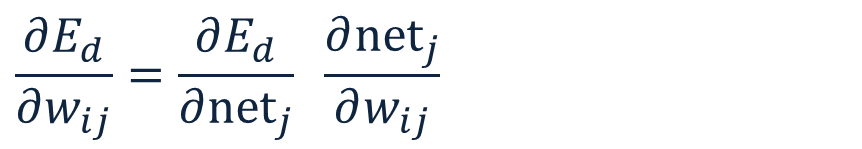 ∂E_d/∂w_ij = ∂E_d/∂net_j ∂net_j/∂w_ij